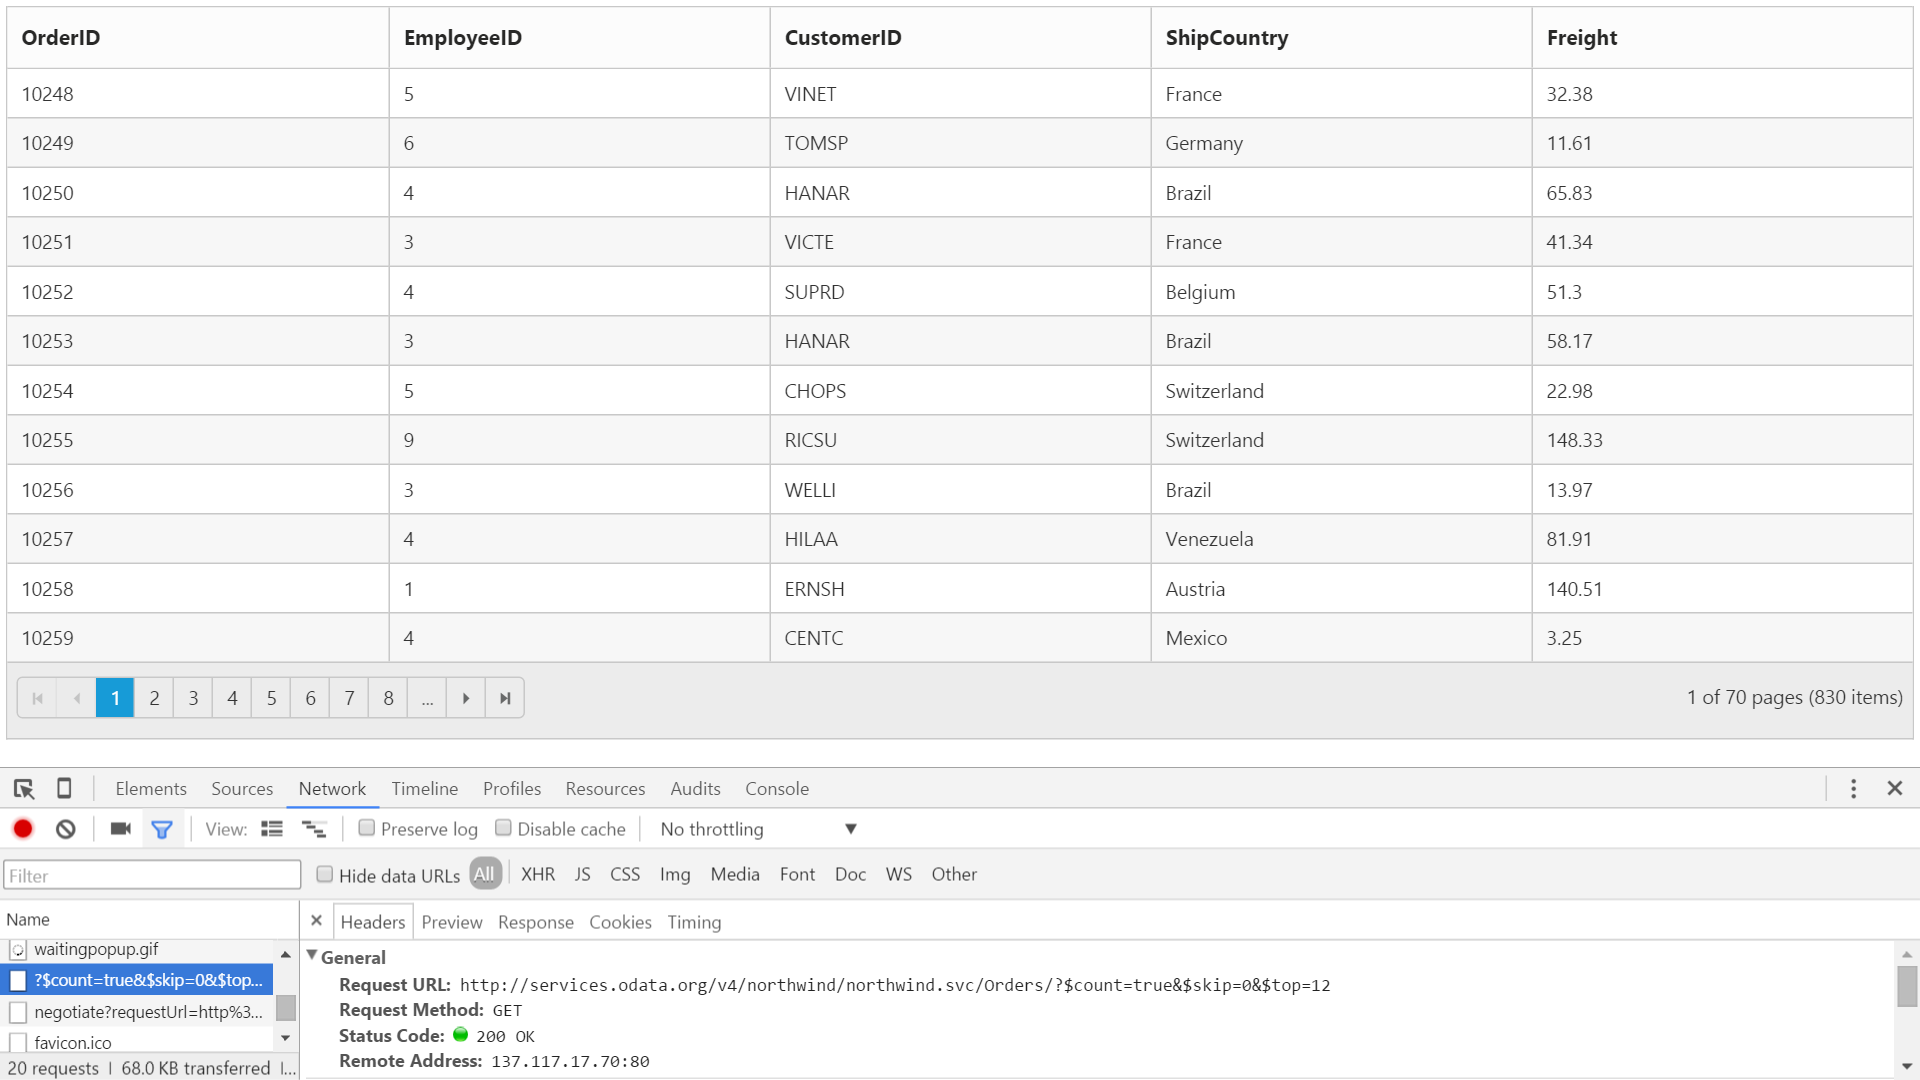 OrderID EmployeeID CustomerID ShipCountry Freight
10248 5 VINET France 32.38
10249 6 TOMSP Germany 11.61
10250 4 HANAR Brazil 65.83
10251 3 VICTE France 41.34
10252 4 SUPRD Belgium 51.3
10253 3 HANAR Brazil 58.17
10254 5 CHOPS Switzerland 22.98
10255 9 RICSU Switzerland 148.33
10256 3 WELLI Brazil 13.97
10257 4 HILAA Venezuela 81.91
10258 1 ERNSH Austria 140.51
10259 4 CENTC Mexico 3.25
1 2 3 4 5 6 7 8 ... 1 of 70 pages (830 items)
Elements Sources Network Timeline Profiles Resources Audits Console
View: Preserve log Disable cache No throttling
Filter Hide data URLs All XHR JS CSS Img Media Font Doc WS Other
Name Headers Preview Response Cookies Timing
waitingpopup.gif
?$count=true&$skip=0&$top...
negotiate?requestUrl=http%3...
favicon.ico
20 requests | 68.0 KB transferred |...
General
Request URL: http://services.odata.org/v4/northwind/northwind.svc/Orders/?$count=true&$skip=0&$top=12
Request Method: GET
Status Code: 200 OK
Remote Address: 137.117.17.70:80